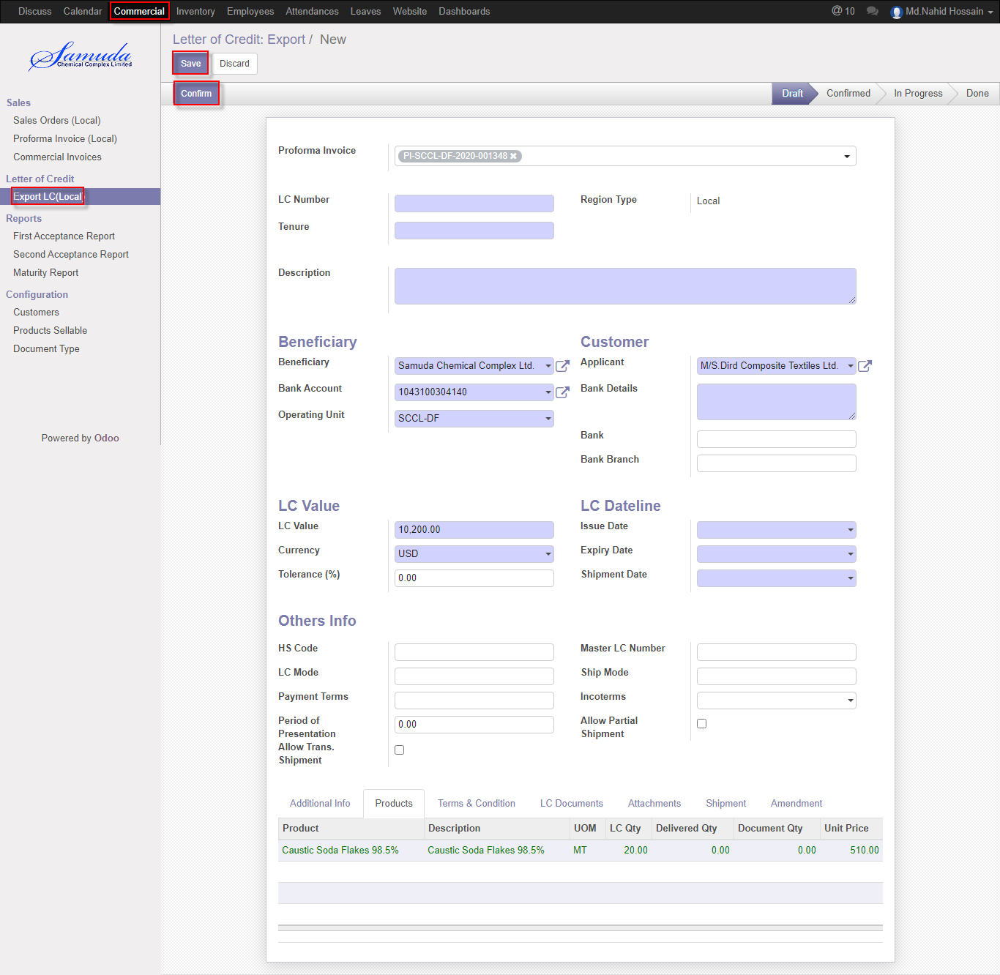 Discuss Calendar Commercial Inventory Employees Attendances Leaves Website Dashboards @ 10 Md.Nahid Hossain
Samuda
Chemical Complex Limited
Letter of Credit: Export / New
Save Discard
Confirm Draft Confirmed In Progress Done
Sales
Sales Orders (Local)
Proforma Invoice (Local)
Commercial Invoices
Letter of Credit
Export LC(Local)
Reports
First Acceptance Report
Second Acceptance Report
Maturity Report
Configuration
Customers
Products Sellable
Document Type
Powered by Odoo
Proforma Invoice PI-SCCL-DF-2020-001348 ✖
LC Number Region Type Local
Tenure
Description
Beneficiary Customer
Beneficiary Samuda Chemical Complex Ltd. Applicant M/S.Dird Composite Textiles Ltd.
Bank Account 1043100304140 Bank Details
Operating Unit SCCL-DF
Bank
Bank Branch
LC Value LC Dateline
LC Value 10,200.00 Issue Date
Currency USD Expiry Date
Tolerance (%) 0.00 Shipment Date
Others Info
HS Code Master LC Number
LC Mode Ship Mode
Payment Terms Incoterms
Period of Presentation 0.00 Allow Partial Shipment
Allow Trans. Shipment
Additional Info Products Terms & Condition LC Documents Attachments Shipment Amendment
Product Description UOM LC Qty Delivered Qty Document Qty Unit Price
Caustic Soda Flakes 98.5% Caustic Soda Flakes 98.5% MT 20.00 0.00 0.00 510.00